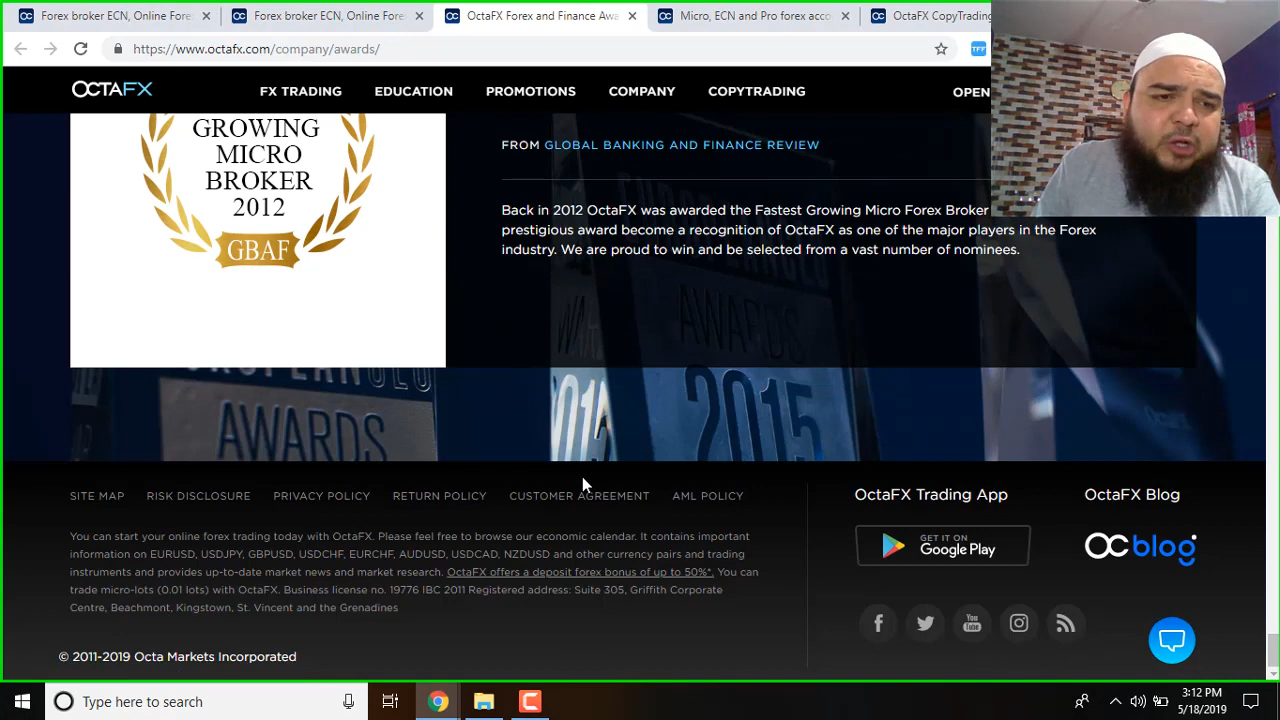 Forex broker ECN, Online Fore
Forex broker ECN, Online Fore
OctaFX Forex and Finance Awa
Micro, ECN and Pro forex acco
OctaFX CopyTrading
https://www.octafx.com/company/awards/
TFF
OCTAFX
FX TRADING
EDUCATION
PROMOTIONS
COMPANY
COPYTRADING
OPEN
GROWING
MICRO
BROKER
2012
GBAF
FROM GLOBAL BANKING AND FINANCE REVIEW
Back in 2012 OctaFX was awarded the Fastest Growing Micro Forex Broker
prestigious award become a recognition of OctaFX as one of the major players in the Forex
industry. We are proud to win and be selected from a vast number of nominees.
AWARDS
AWARDS
2015
SITE MAP
RISK DISCLOSURE
PRIVACY POLICY
RETURN POLICY
CUSTOMER AGREEMENT
AML POLICY
You can start your online forex trading today with OctaFX. Please feel free to browse our economic calendar. It contains important
information on EURUSD, USDJPY, GBPUSD, USDCHF, EURCHF, AUDUSD, USDCAD, NZDUSD and other currency pairs and trading
instruments and provides up-to-date market news and market research. OctaFX offers a deposit forex bonus of up to 50%*. You can
trade micro-lots (0.01 lots) with OctaFX. Business license no. 19776 IBC 2011 Registered address: Suite 305, Griffith Corporate
Centre, Beachmont, Kingstown, St. Vincent and the Grenadines
© 2011-2019 Octa Markets Incorporated
OctaFX Trading App
GET IT ON
Google Play
OctaFX Blog
OCblog
You
Tube
Type here to search
3:12 PM
5/18/2019